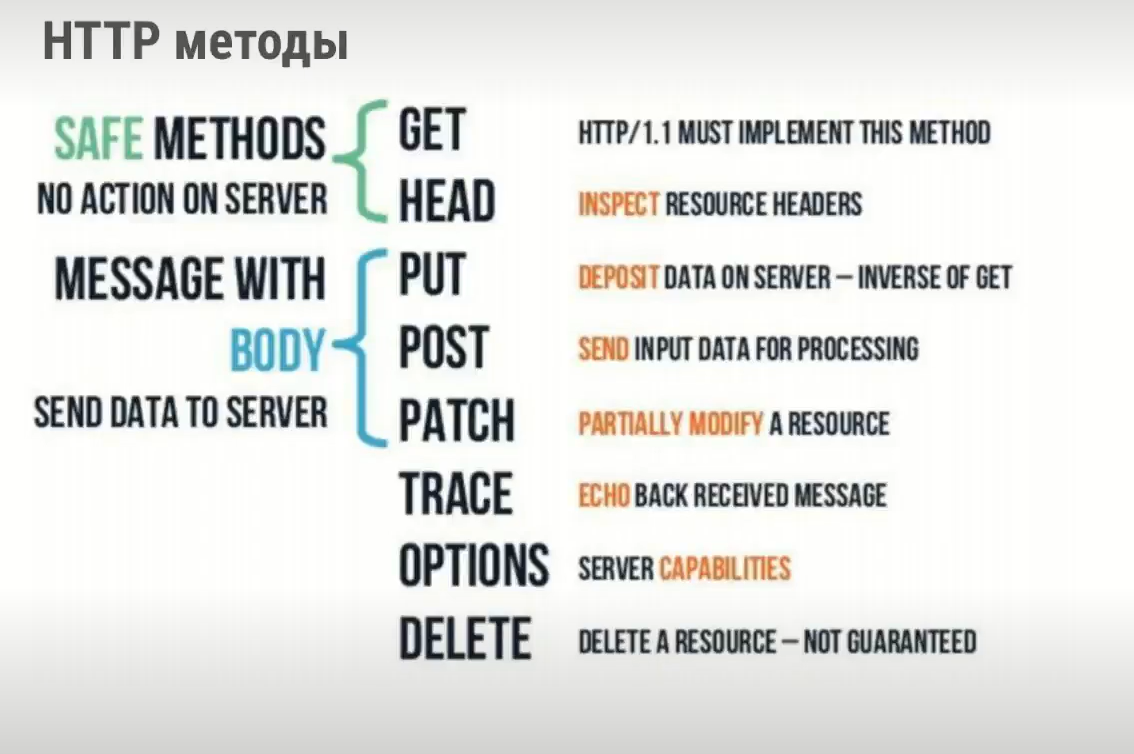 HTTP методы
SAFE METHODS
NO ACTION ON SERVER
MESSAGE WITH
BODY
SEND DATA TO SERVER
GET HTTP/1.1 MUST IMPLEMENT THIS METHOD
HEAD INSPECT RESOURCE HEADERS
PUT DEPOSIT DATA ON SERVER – INVERSE OF GET
POST SEND INPUT DATA FOR PROCESSING
PATCH PARTIALLY MODIFY A RESOURCE
TRACE ECHO BACK RECEIVED MESSAGE
OPTIONS SERVER CAPABILITIES
DELETE DELETE A RESOURCE – NOT GUARANTEED